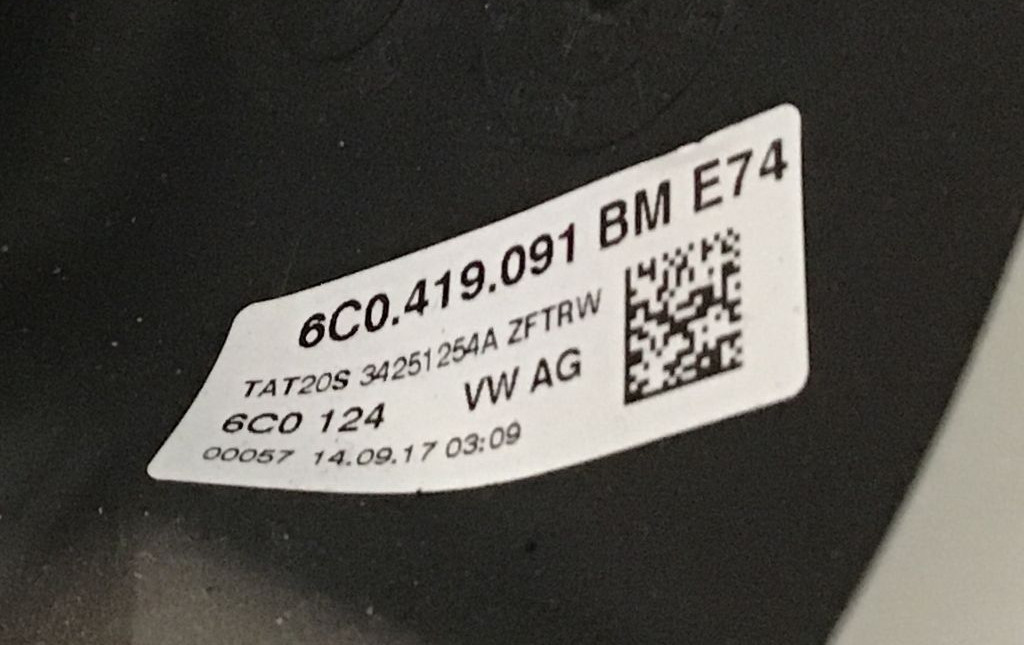 6C0.419.091 BM E74
TAT20S 34251254A ZFTRW
6C0 124 VW AG
00057 14.09.17 03:09